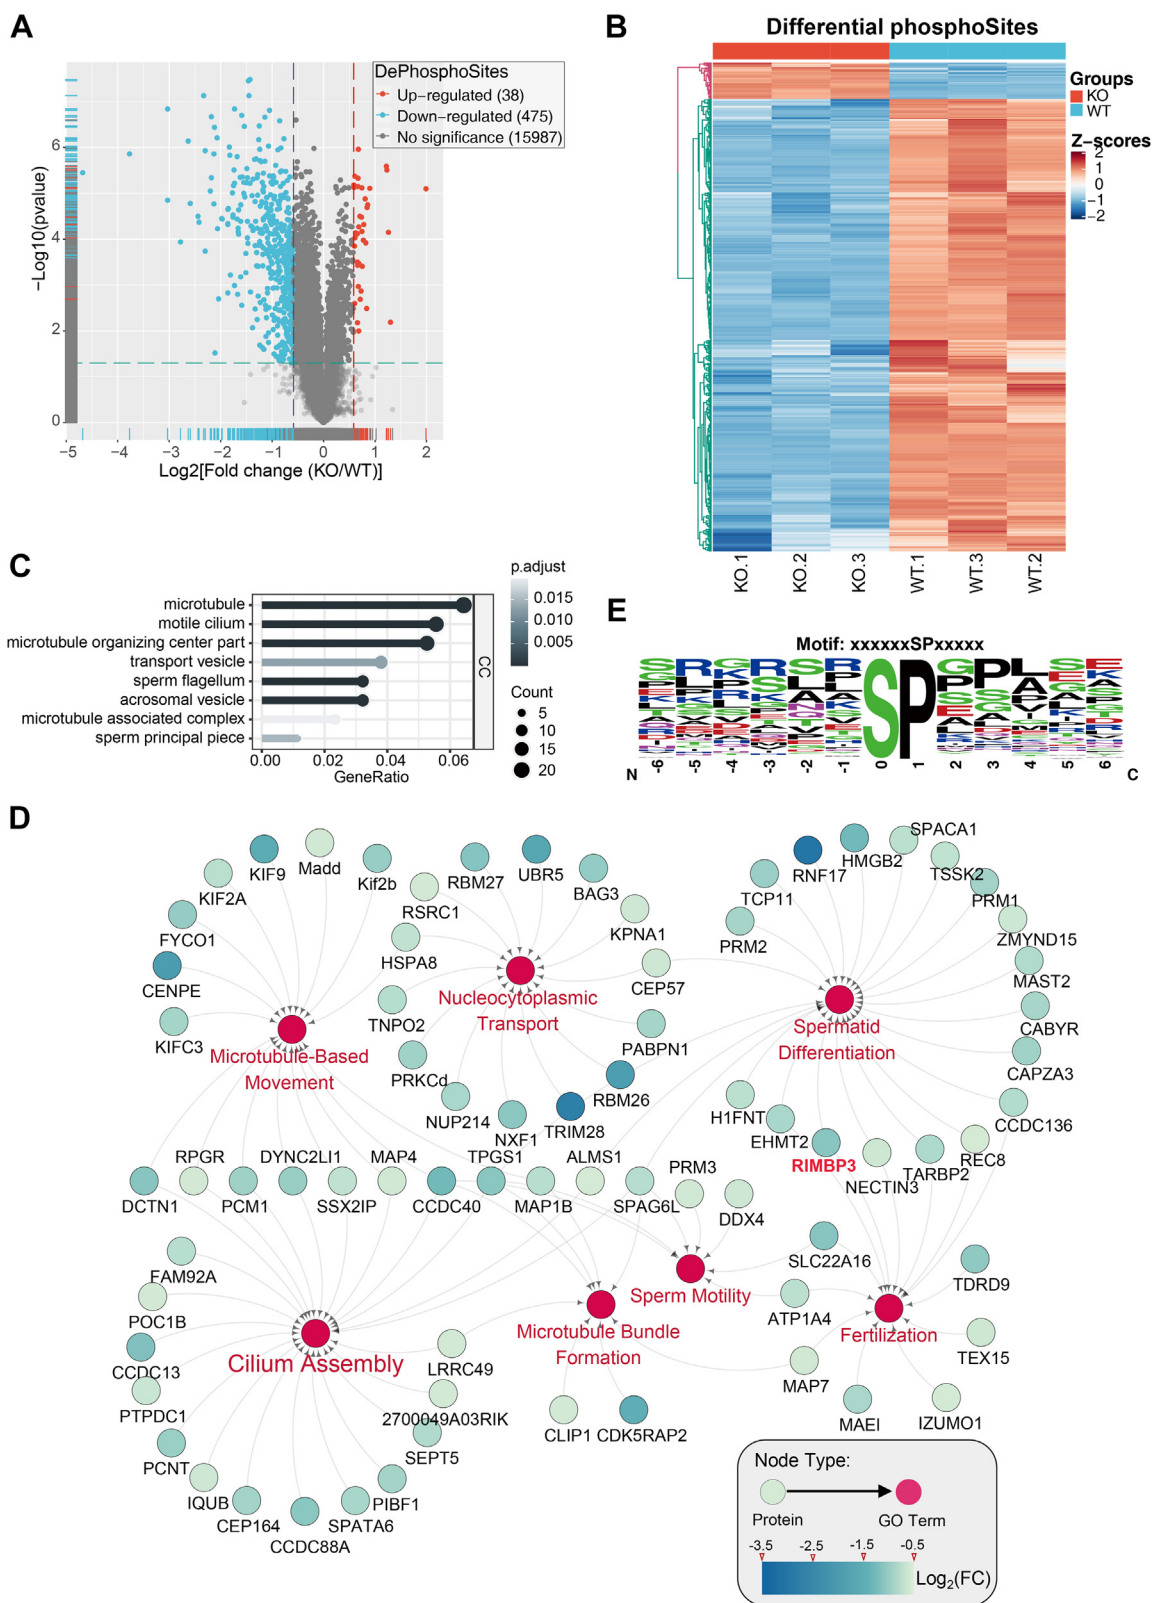 A
DePhosphoSites
Up−regulated (38)
Down−regulated (475)
No significance (15987)
−Log10(pvalue)
6
4
2
0
−5
−4
−3
−2
−1
0
1
2
Log2[Fold change (KO/WT)]
B
Differential phosphoSites
Groups
KO
WT
Z−scores
2
1
0
−1
−2
KO.1
KO.2
KO.3
WT.1
WT.3
WT.2
C
microtubule
motile cilium
microtubule organizing center part
transport vesicle
sperm flagellum
acrosomal vesicle
microtubule associated complex
sperm principal piece
0.00
0.02
0.04
0.06
GeneRatio
CC
p.adjust
0.015
0.010
0.005
Count
5
10
15
20
E
Motif: xxxxxxSPxxxxx
S P
N
-6
-5
-4
-3
-2
-1
0
1
2
3
4
5
6
C
D
KIF9
Madd
KIF2A
Kif2b
FYCO1
CENPE
KIFC3
Microtubule-Based
Movement
RBM27
UBR5
BAG3
RSRC1
KPNA1
HSPA8
CEP57
TNPO2
PABPN1
PRKCd
RBM26
NUP214
NXF1
TRIM28
Nucleocytoplasmic
Transport
SPACA1
HMGB2
RNF17
TSSK2
TCP11
PRM1
PRM2
ZMYND15
MAST2
CABYR
CAPZA3
CCDC136
Spermatid
Differentiation
H1FNT
EHMT2
RIMBP3
NECTIN3
TARBP2
REC8
DCTN1
RPGR
PCM1
DYNC2LI1
SSX2IP
MAP4
CCDC40
TPGS1
MAP1B
ALMS1
SPAG6L
PRM3
DDX4
SLC22A16
TDRD9
ATP1A4
Sperm Motility
Fertilization
TEX15
MAP7
MAEI
IZUMO1
Microtubule Bundle
Formation
CLIP1
CDK5RAP2
FAM92A
POC1B
CCDC13
PTPDC1
PCNT
IQUB
CEP164
CCDC88A
SPATA6
PIBF1
SEPT5
2700049A03RIK
LRRC49
Cilium Assembly
Node Type:
Protein
GO Term
-3.5
-2.5
-1.5
-0.5
Log2(FC)